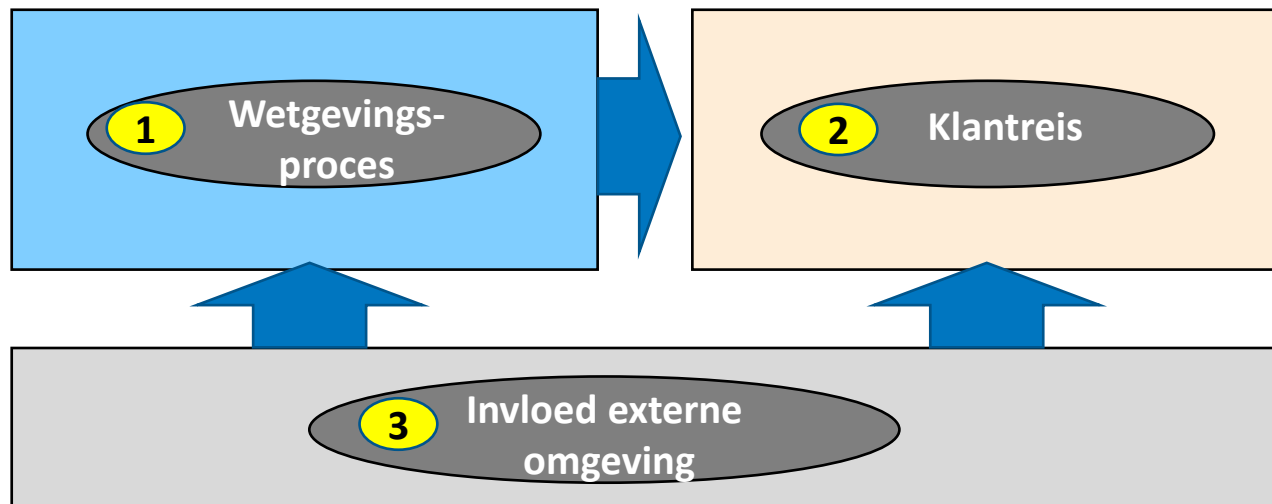 1
Wetgevings-
proces
2
Klantreis
3
Invloed externe
omgeving